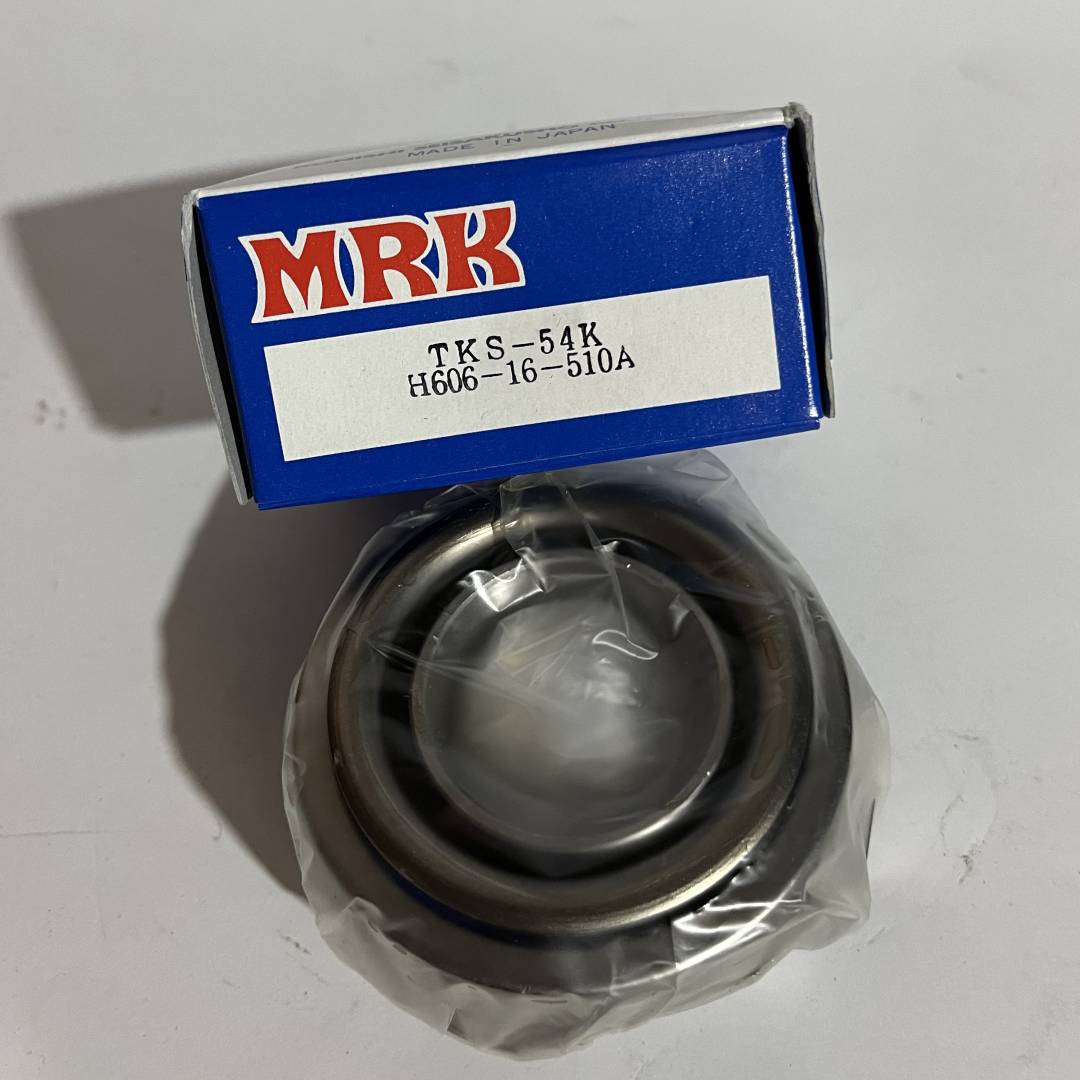 MADE IN JAPAN
MRK
TKS-54K
H606-16-510A